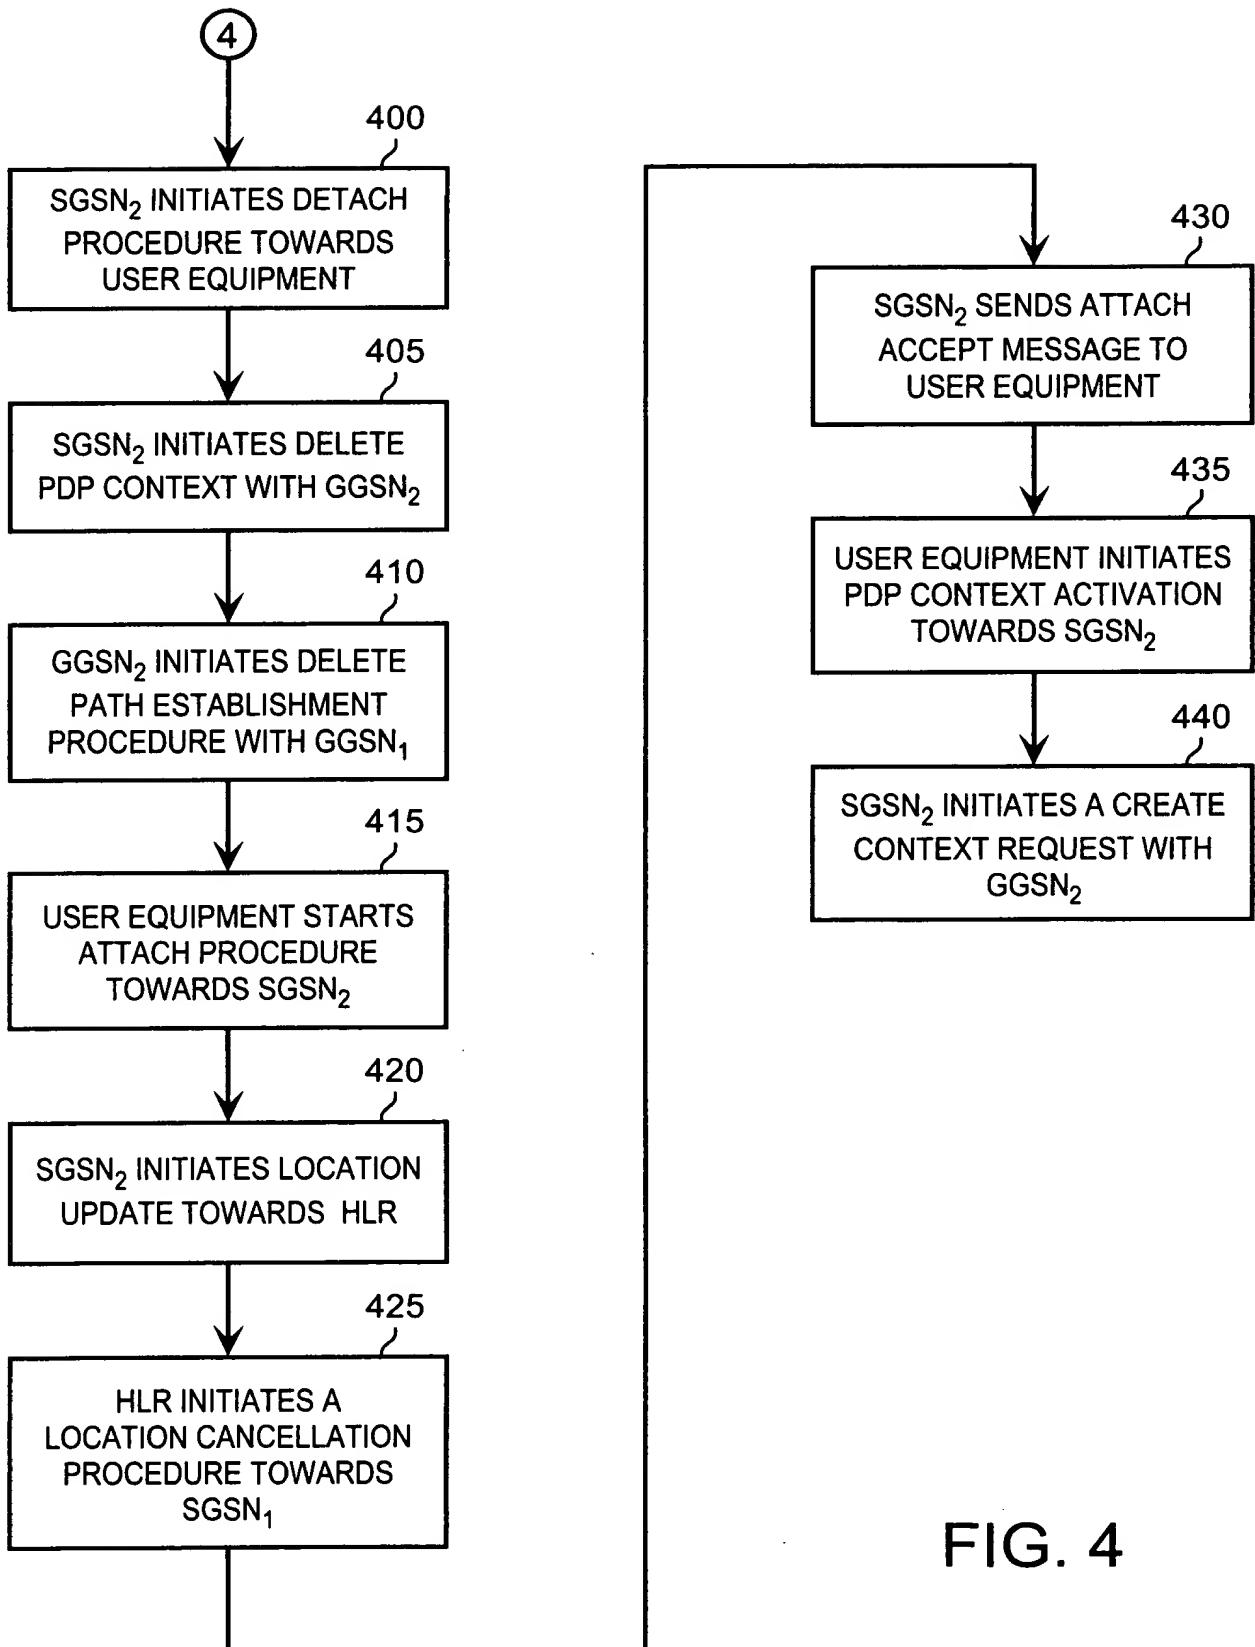 4
400
SGSN₂ INITIATES DETACH
PROCEDURE TOWARDS
USER EQUIPMENT
405
SGSN₂ INITIATES DELETE
PDP CONTEXT WITH GGSN₂
410
GGSN₂ INITIATES DELETE
PATH ESTABLISHMENT
PROCEDURE WITH GGSN₁
415
USER EQUIPMENT STARTS
ATTACH PROCEDURE
TOWARDS SGSN₂
420
SGSN₂ INITIATES LOCATION
UPDATE TOWARDS HLR
425
HLR INITIATES A
LOCATION CANCELLATION
PROCEDURE TOWARDS
SGSN₁
430
SGSN₂ SENDS ATTACH
ACCEPT MESSAGE TO
USER EQUIPMENT
435
USER EQUIPMENT INITIATES
PDP CONTEXT ACTIVATION
TOWARDS SGSN₂
440
SGSN₂ INITIATES A CREATE
CONTEXT REQUEST WITH
GGSN₂
FIG. 4